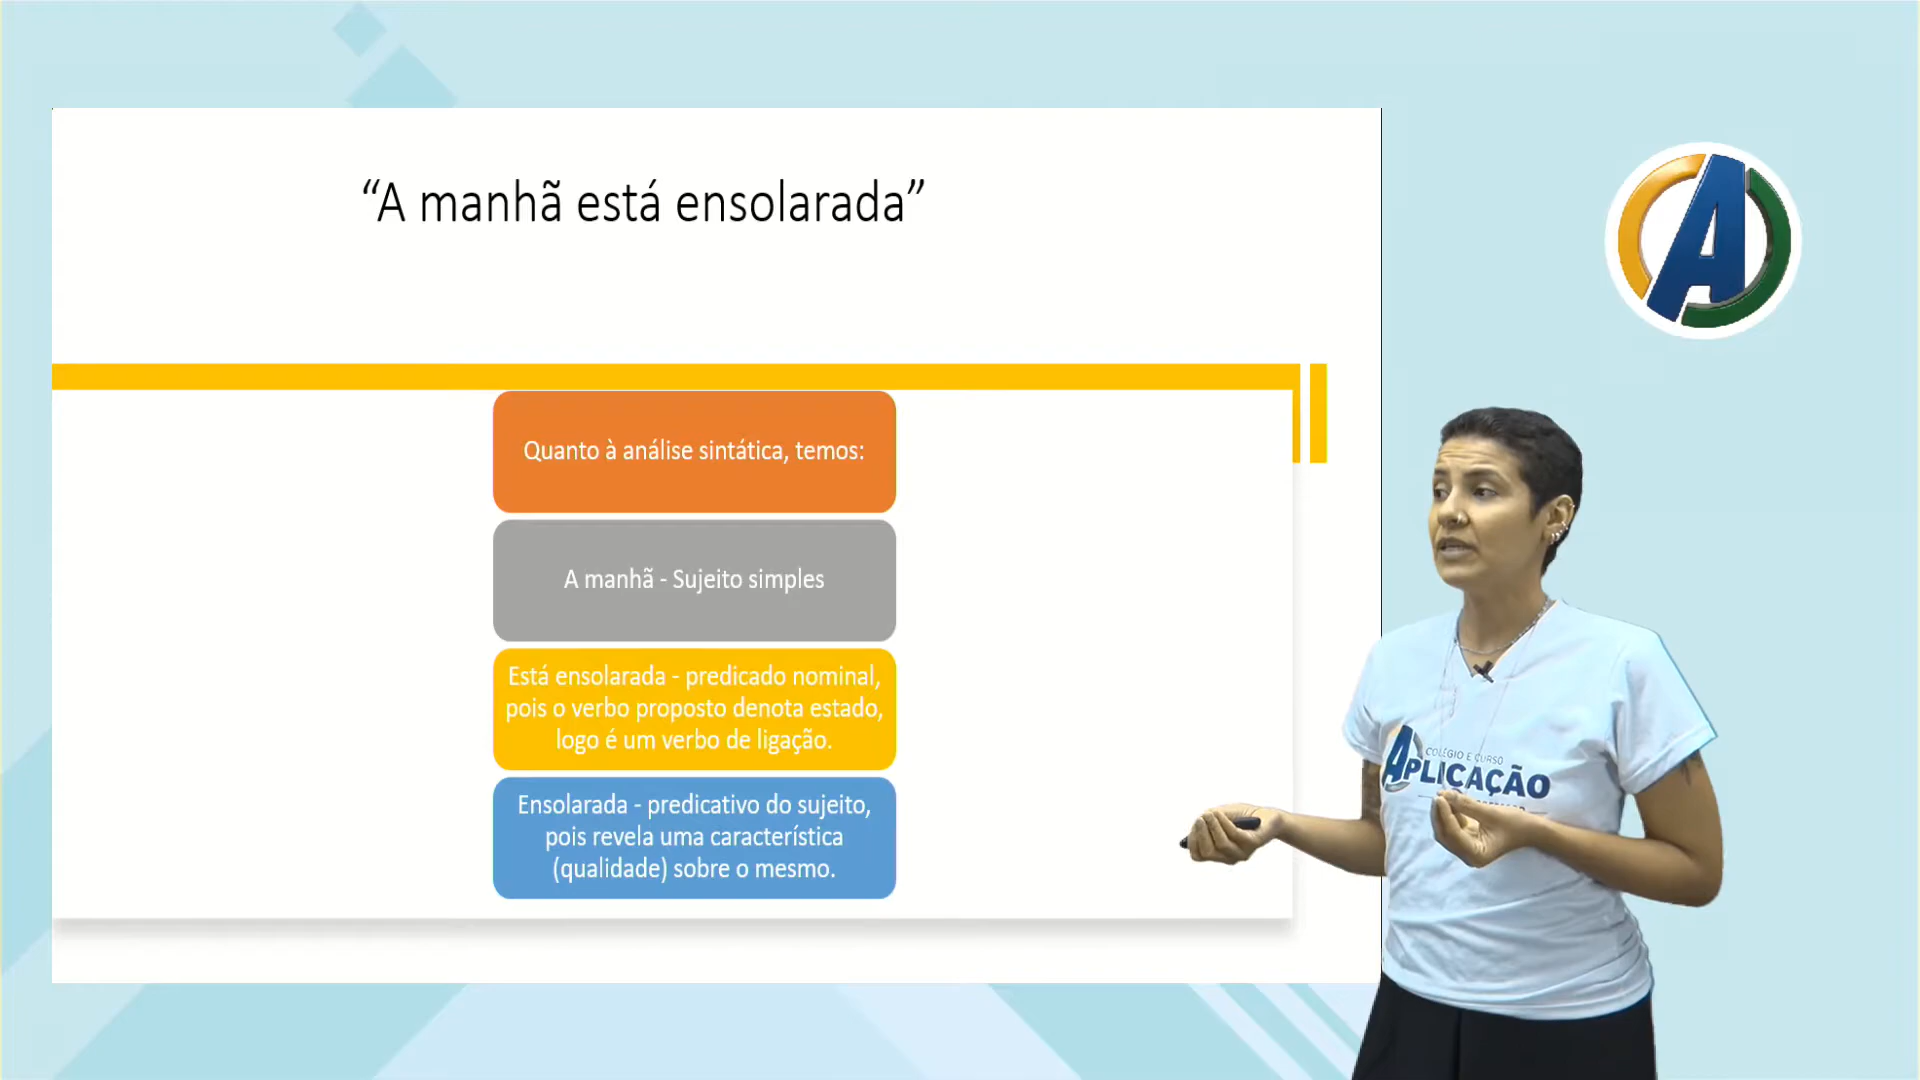 “A manhã está ensolarada”
Quanto à análise sintática, temos:
A manhã - Sujeito simples
Está ensolarada - predicado nominal,
pois o verbo proposto denota estado,
logo é um verbo de ligação.
Ensolarada - predicativo do sujeito,
pois revela uma característica
(qualidade) sobre o mesmo.
A
COLÉGIO E CURSO
APLICAÇÃO